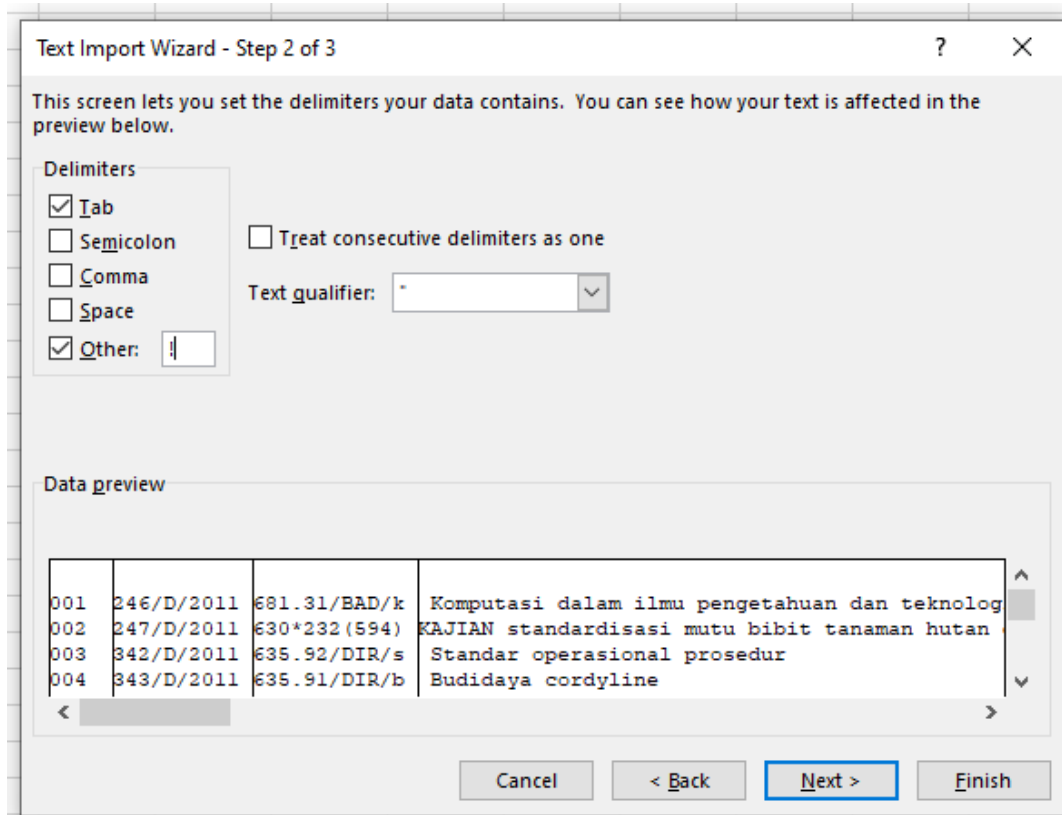 Text Import Wizard - Step 2 of 3
This screen lets you set the delimiters your data contains. You can see how your text is affected in the
preview below.
Delimiters
Tab
Semicolon
Comma
Space
Other: !
Treat consecutive delimiters as one
Text qualifier: "
Data preview
001 246/D/2011 681.31/BAD/k Komputasi dalam ilmu pengetahuan dan teknolog
002 247/D/2011 630*232(594) KAJIAN standardisasi mutu bibit tanaman hutan
003 342/D/2011 635.92/DIR/s Standar operasional prosedur
004 343/D/2011 635.91/DIR/b Budidaya cordyline
Cancel < Back Next > Finish